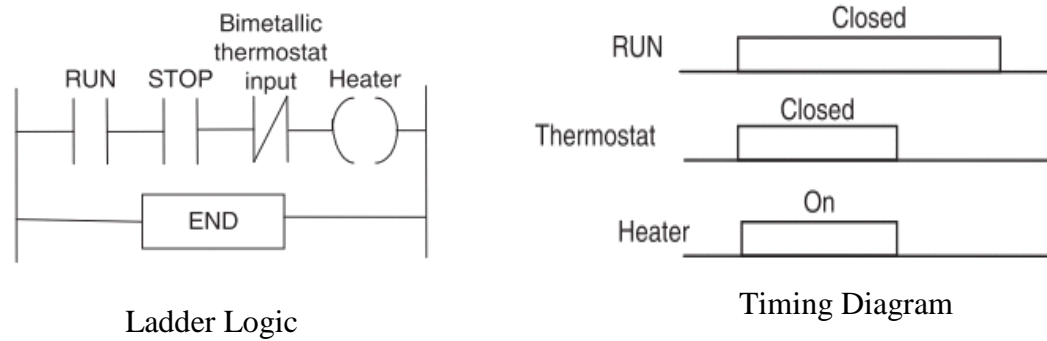 Bimetallic
thermostat
input
RUN
STOP
Heater
END
Ladder Logic
Closed
RUN
Closed
Thermostat
On
Heater
Timing Diagram